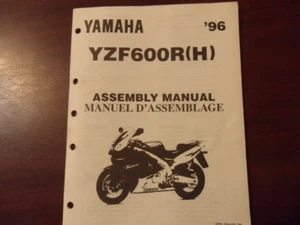 YAMAHA '96
YZF600R(H)
ASSEMBLY MANUAL
MANUEL D'ASSEMBLAGE